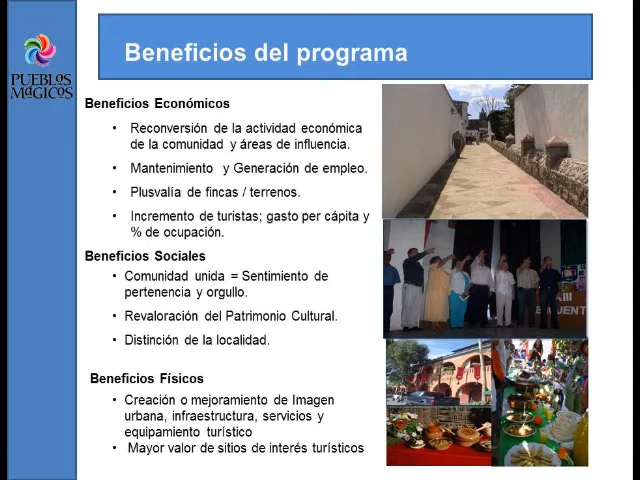 PUEBLOS
MáGICOS
Beneficios del programa
Beneficios Económicos
• Reconversión de la actividad económica
de la comunidad y áreas de influencia.
• Mantenimiento y Generación de empleo.
• Plusvalía de fincas / terrenos.
• Incremento de turistas; gasto per cápita y
% de ocupación.
Beneficios Sociales
• Comunidad unida = Sentimiento de
pertenencia y orgullo.
• Revaloración del Patrimonio Cultural.
• Distinción de la localidad.
Beneficios Físicos
• Creación o mejoramiento de Imagen
urbana, infraestructura, servicios y
equipamiento turístico
• Mayor valor de sitios de interés turísticos